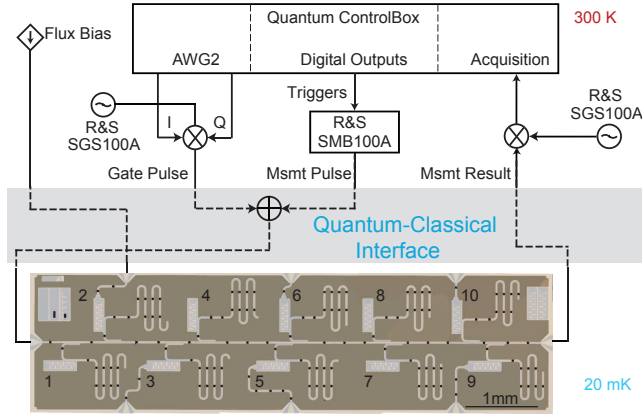 Flux Bias
Quantum ControlBox
300 K
AWG2
Digital Outputs
Acquisition
Triggers
R&S
SGS100A
I
Q
R&S
SMB100A
R&S
SGS100A
Gate Pulse
Msmt Pulse
Msmt Result
Quantum-Classical
Interface
2
4
6
8
10
1
3
5
7
9
1mm
20 mK